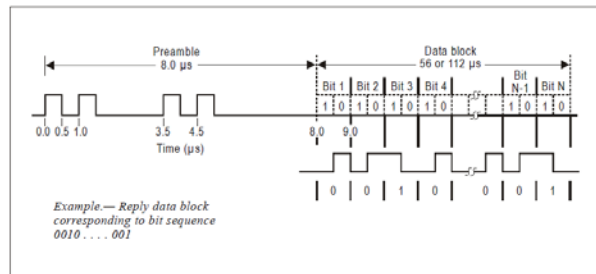 Preamble
8.0 µs
Data block
56 or 112 µs
Bit 1 Bit 2 Bit 3 Bit 4 Bit N-1 Bit N
1 0 1 0 1 0 1 0 1 0 1 0
0.0 0.5 1.0 3.5 4.5 8.0 9.0
Time (µs)
0 0 1 0 0 0 1
Example.— Reply data block
corresponding to bit sequence
0010 . . . . 001